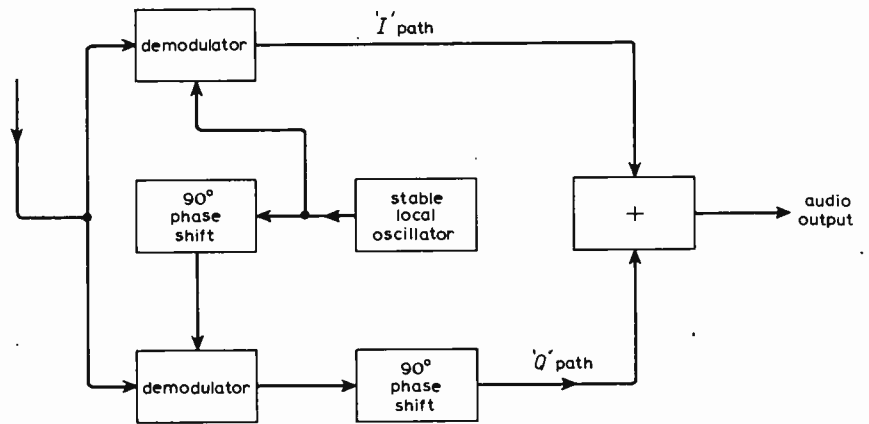 'I' path
demodulator
90°
phase
shift
stable
local
oscillator
+
audio
output
demodulator
90°
phase
shift
'Q' path